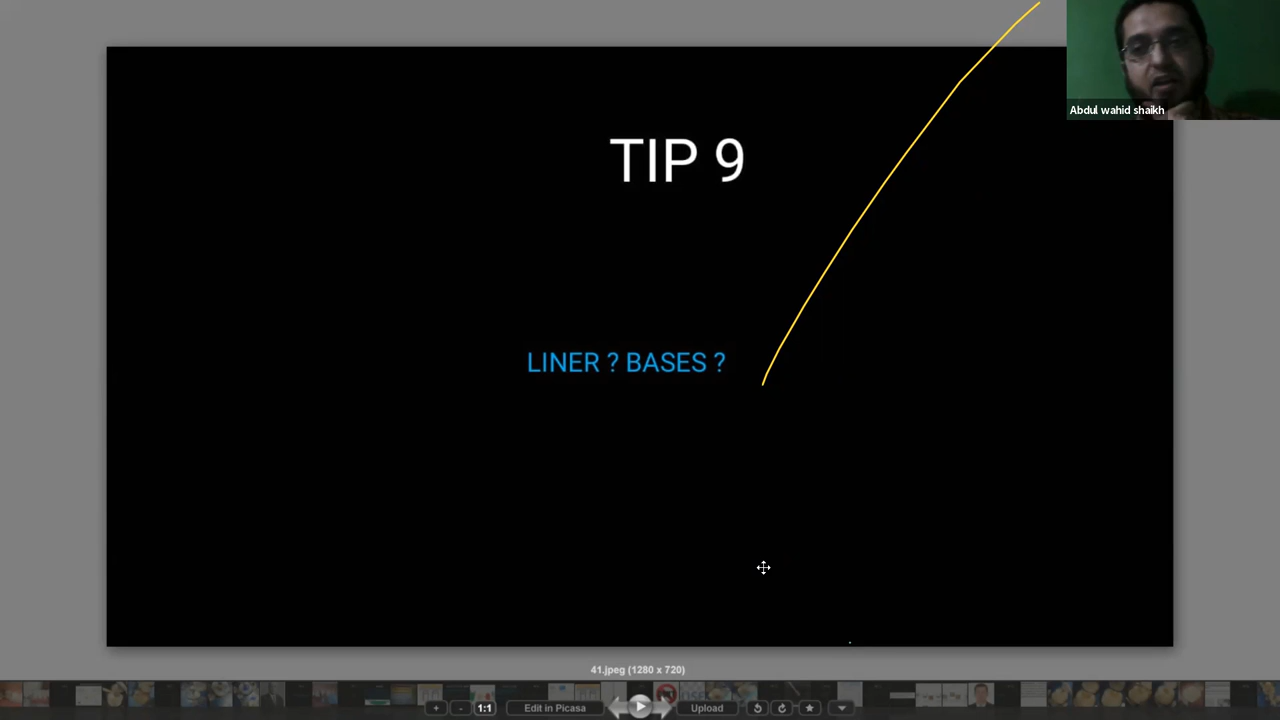 Abdul wahid shaikh
TIP 9
LINER ? BASES ?
41.jpeg (1280 x 720)
+
-
1:1
Edit in Picasa
Upload